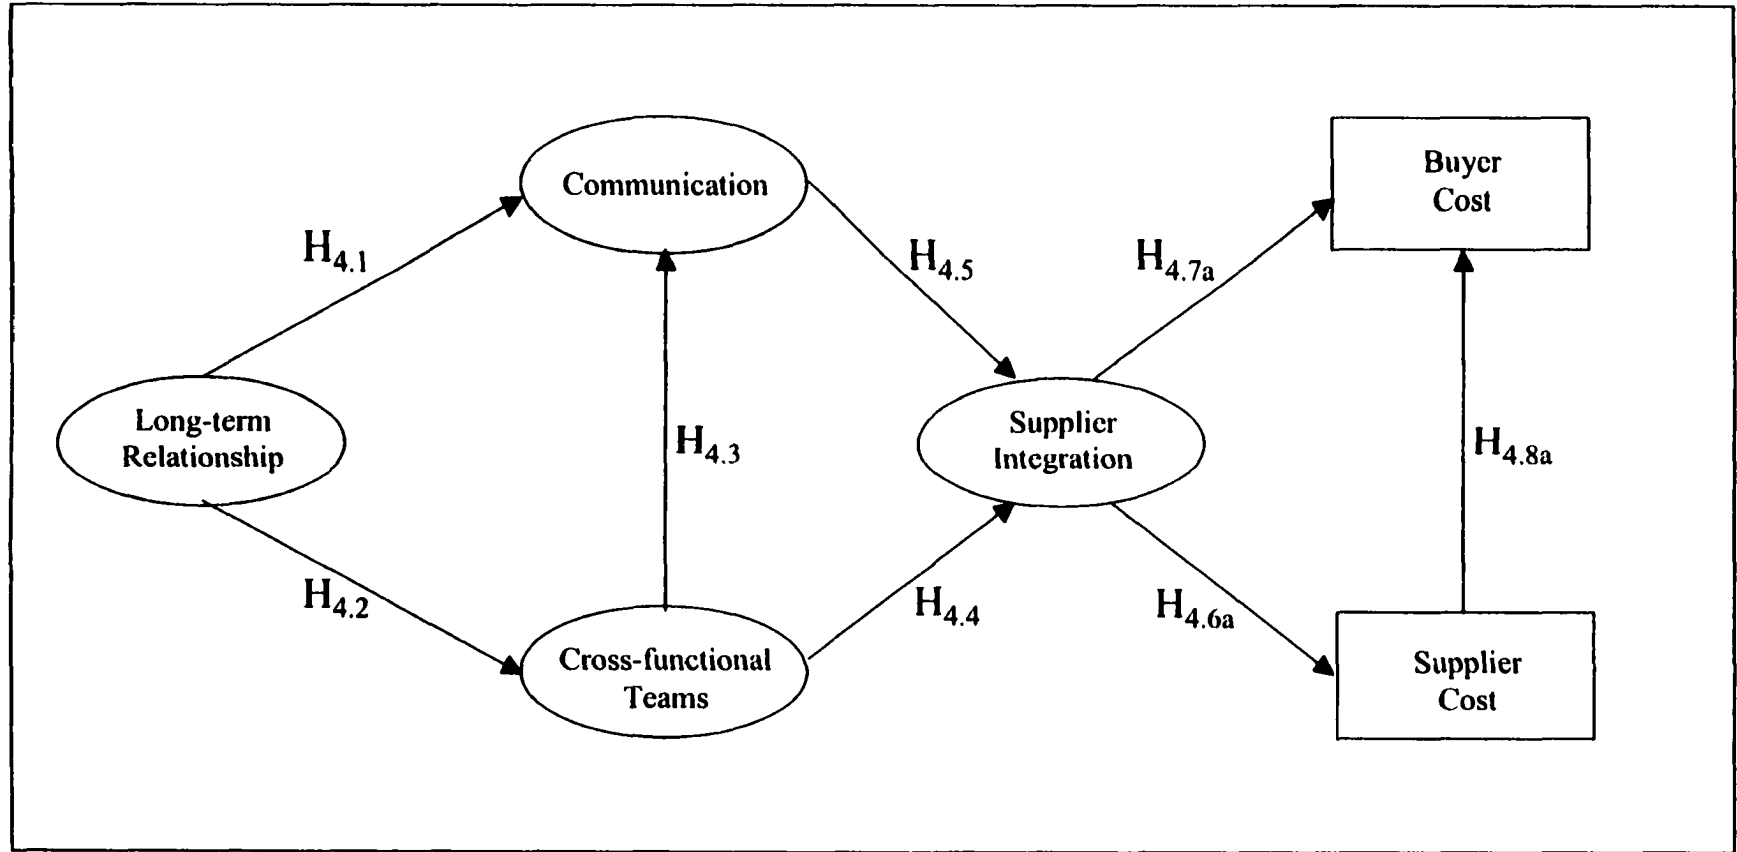 Communication
Buyer
Cost
H4.1
H4.5
H4.7a
Long-term
Relationship
H4.3
Supplier
Integration
H4.8a
H4.2
H4.4
H4.6a
Cross-functional
Teams
Supplier
Cost